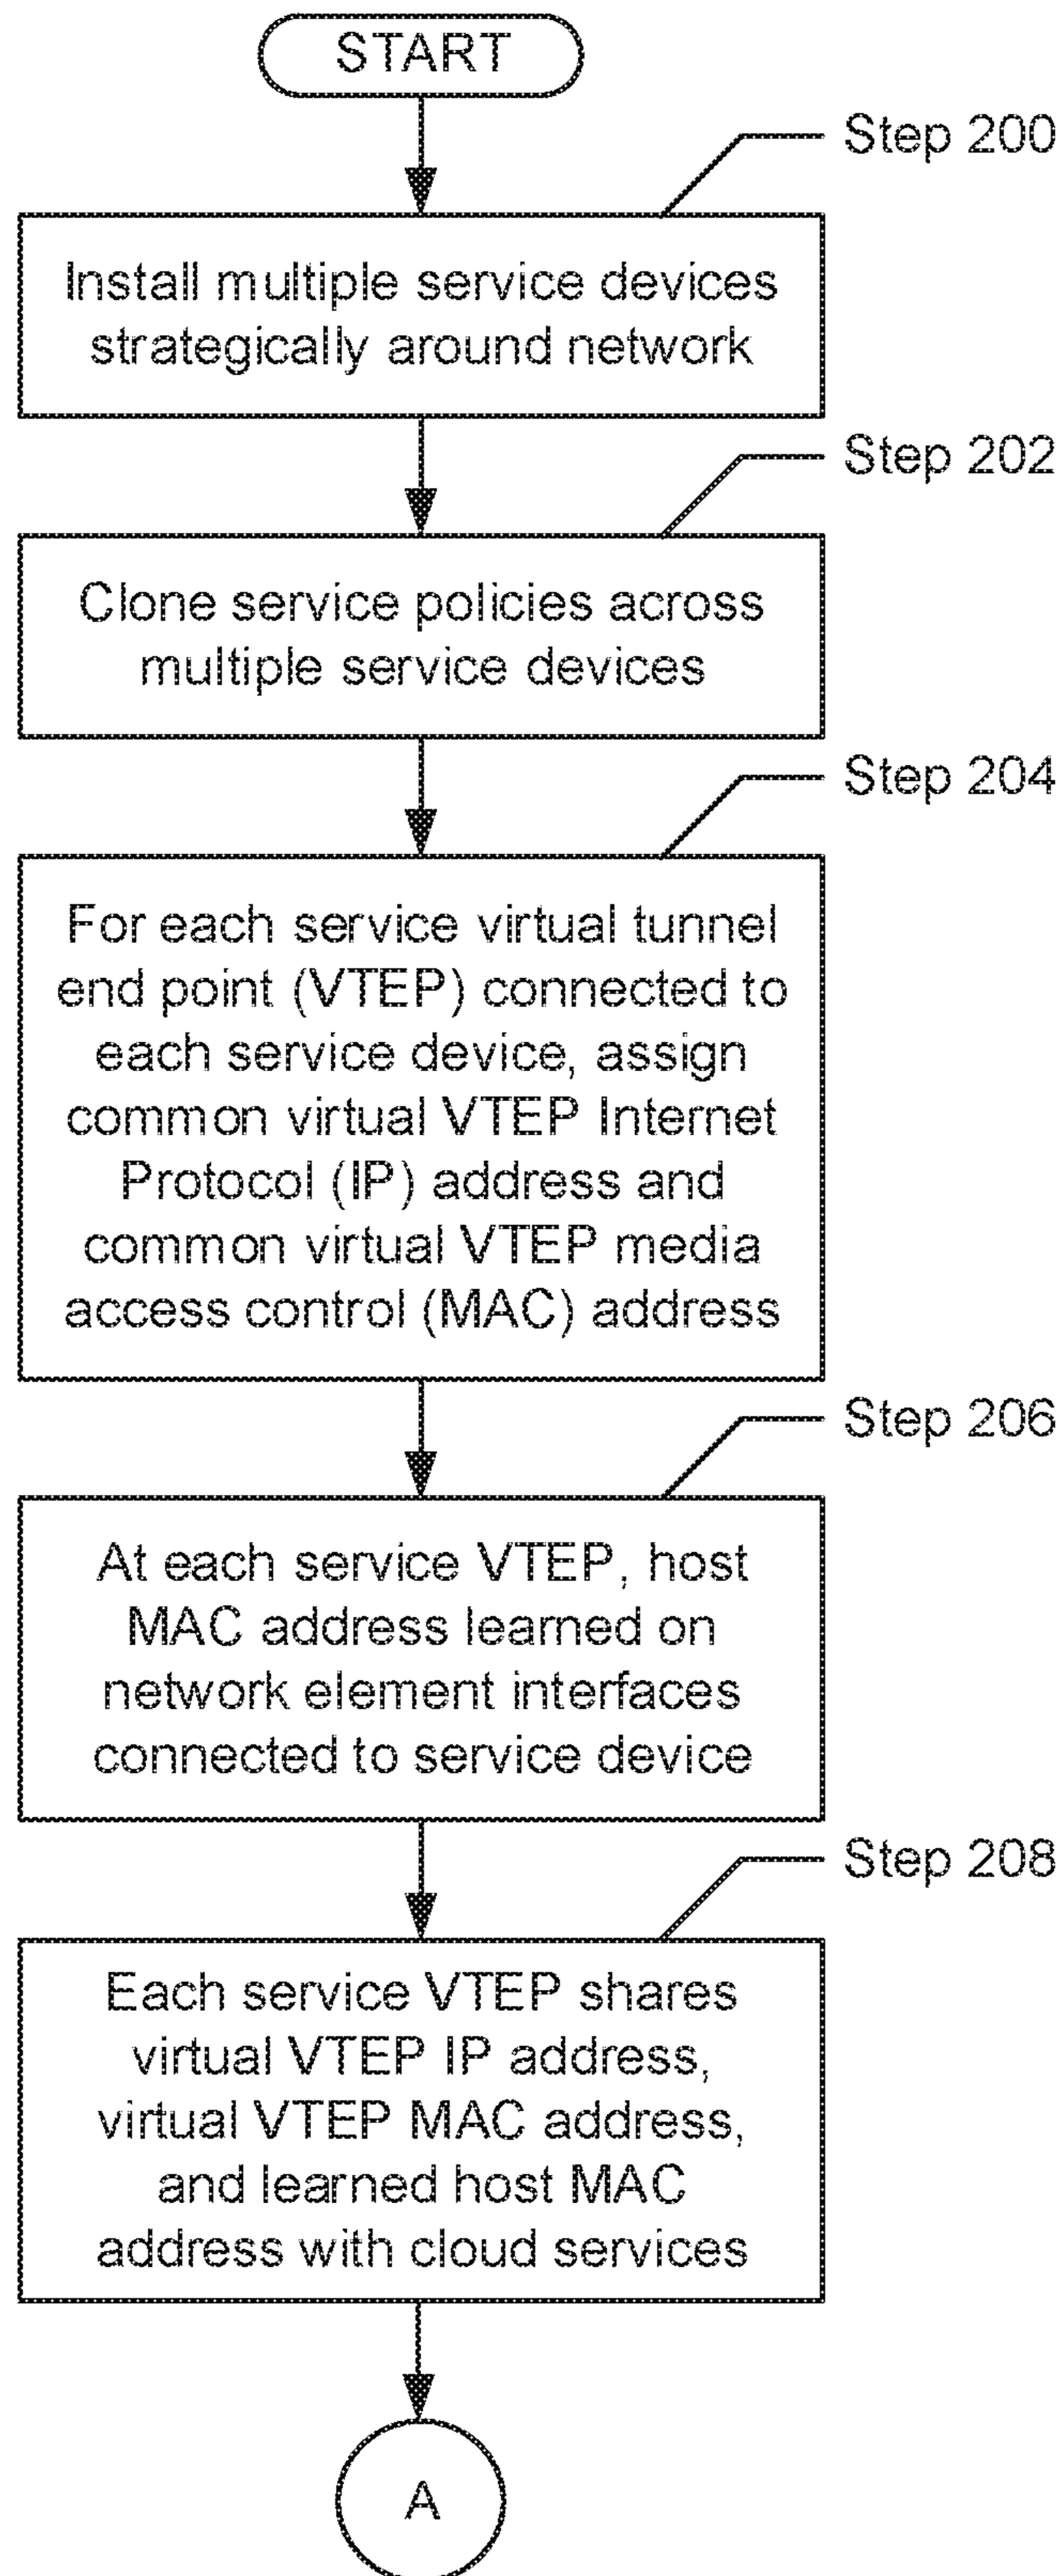 START
Step 200
Install multiple service devices
strategically around network
Step 202
Clone service policies across
multiple service devices
Step 204
For each service virtual tunnel
end point (VTEP) connected to
each service device, assign
common virtual VTEP Internet
Protocol (IP) address and
common virtual VTEP media
access control (MAC) address
Step 206
At each service VTEP, host
MAC address learned on
network element interfaces
connected to service device
Step 208
Each service VTEP shares
virtual VTEP IP address,
virtual VTEP MAC address,
and learned host MAC
address with cloud services
A